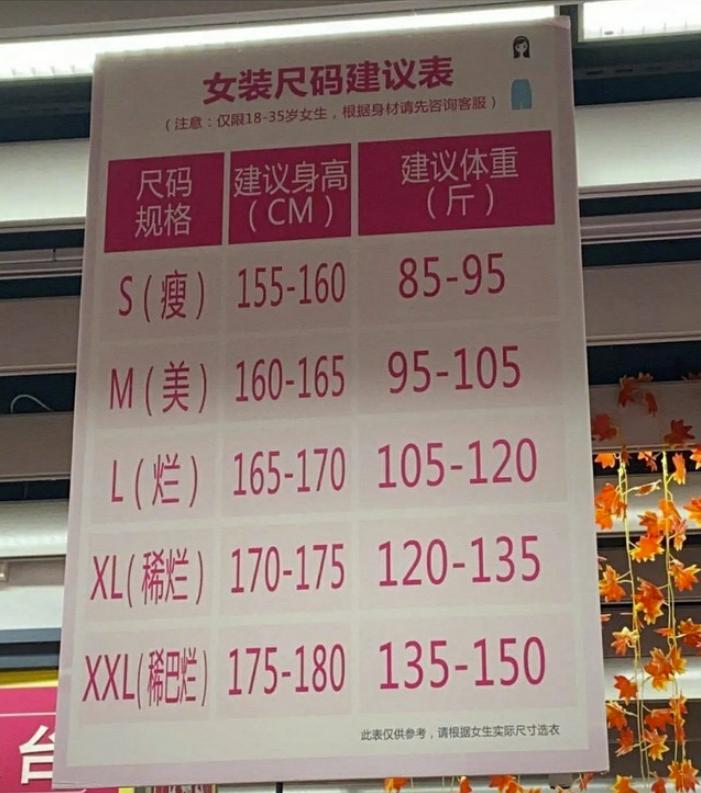 女装尺码建议表
（注意：仅限18-35岁女生，根据身材请先咨询客服）
尺码规格 建议身高（CM） 建议体重（斤）
S(瘦) 155-160 85-95
M(美) 160-165 95-105
L(烂) 165-170 105-120
XL(稀烂) 170-175 120-135
XXL(稀巴烂) 175-180 135-150
此表仅供参考，请根据女生实际尺寸选衣
台